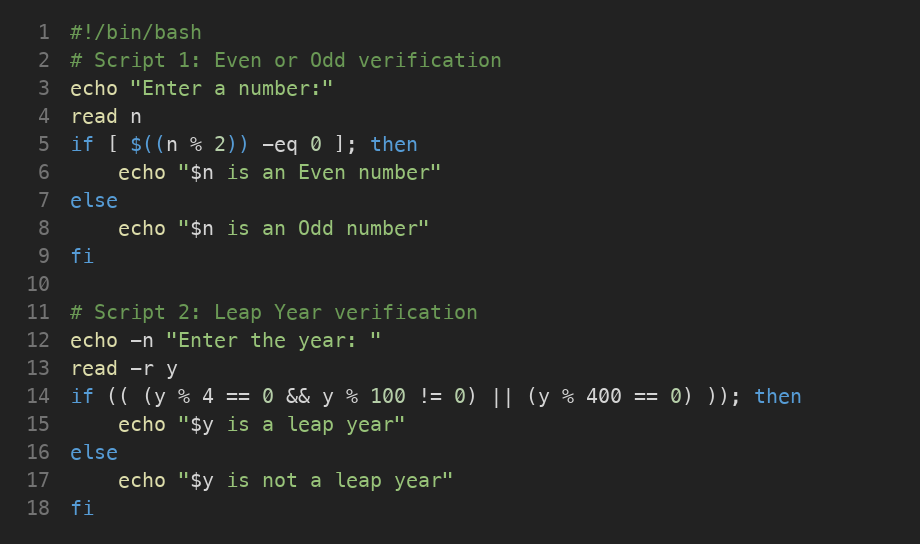 1 #!/bin/bash
2 # Script 1: Even or Odd verification
3 echo "Enter a number:"
4 read n
5 if [ $((n % 2)) -eq 0 ]; then
6     echo "$n is an Even number"
7 else
8     echo "$n is an Odd number"
9 fi
10
11 # Script 2: Leap Year verification
12 echo -n "Enter the year: "
13 read -r y
14 if (( (y % 4 == 0 && y % 100 != 0) || (y % 400 == 0) )); then
15     echo "$y is a leap year"
16 else
17     echo "$y is not a leap year"
18 fi